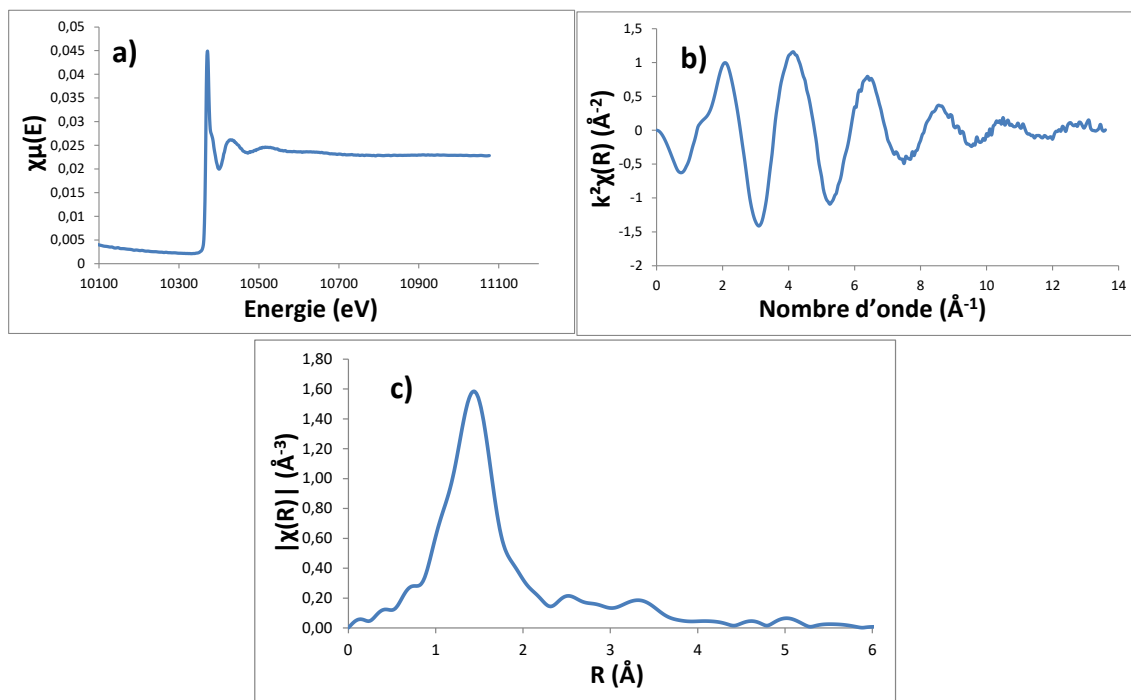 a)
χμ(E)
0,05
0,045
0,04
0,035
0,03
0,025
0,02
0,015
0,01
0,005
0
10100 10300 10500 10700 10900 11100
Energie (eV)
b)
k²χ(R) (Å⁻²)
1,5
1
0,5
0
-0,5
-1
-1,5
-2
0 2 4 6 8 10 12 14
Nombre d’onde (Å⁻¹)
c)
|χ(R)| (Å⁻³)
1,80
1,60
1,40
1,20
1,00
0,80
0,60
0,40
0,20
0,00
0 1 2 3 4 5 6
R (Å)